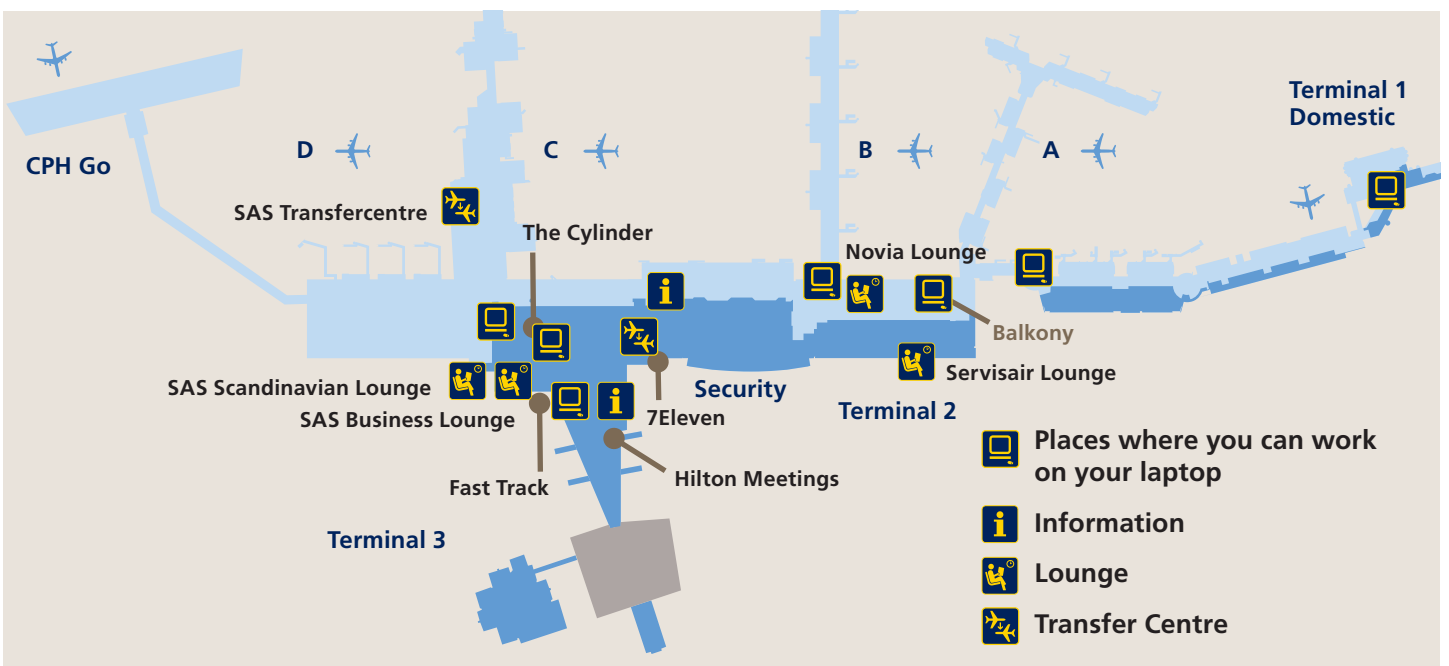 Terminal 1
Domestic
CPH Go
D
C
B
A
SAS Transfercentre
The Cylinder
Novia Lounge
Balkony
SAS Scandinavian Lounge
SAS Business Lounge
Security
Servisair Lounge
7Eleven
Terminal 2
Fast Track
Hilton Meetings
Terminal 3
Places where you can work
on your laptop
Information
Lounge
Transfer Centre